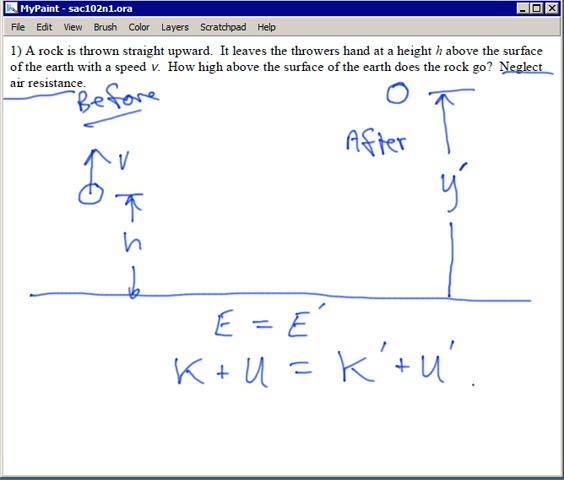 MyPaint - sac102n1.ora
File Edit View Brush Color Layers Scratchpad Help
1) A rock is thrown straight upward. It leaves the throwers hand at a height h above the surface
of the earth with a speed v. How high above the surface of the earth does the rock go? Neglect
air resistance.
Before
After
v
y'
h
E = E'
K + U = K' + U'